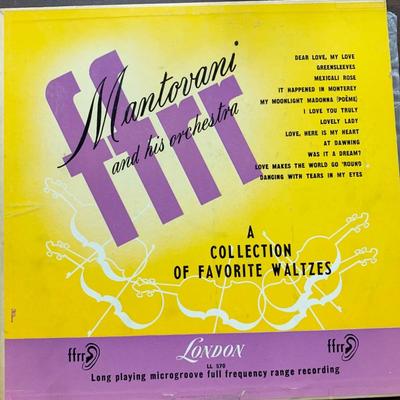 ffrr
Mantovani
and his orchestra
DEAR LOVE, MY LOVE
GREENSLEEVES
MEXICALI ROSE
IT HAPPENED IN MONTEREY
MY MOONLIGHT MADONNA (POÈME)
I LOVE YOU TRULY
LOVELY LADY
LOVE, HERE IS MY HEART
AT DAWNING
WAS IT A DREAM?
LOVE MAKES THE WORLD GO 'ROUND
DANCING WITH TEARS IN MY EYES
A
COLLECTION
OF FAVORITE WALTZES
ffrr
LONDON
ffrr
LL 570
Long playing microgroove full frequency range recording